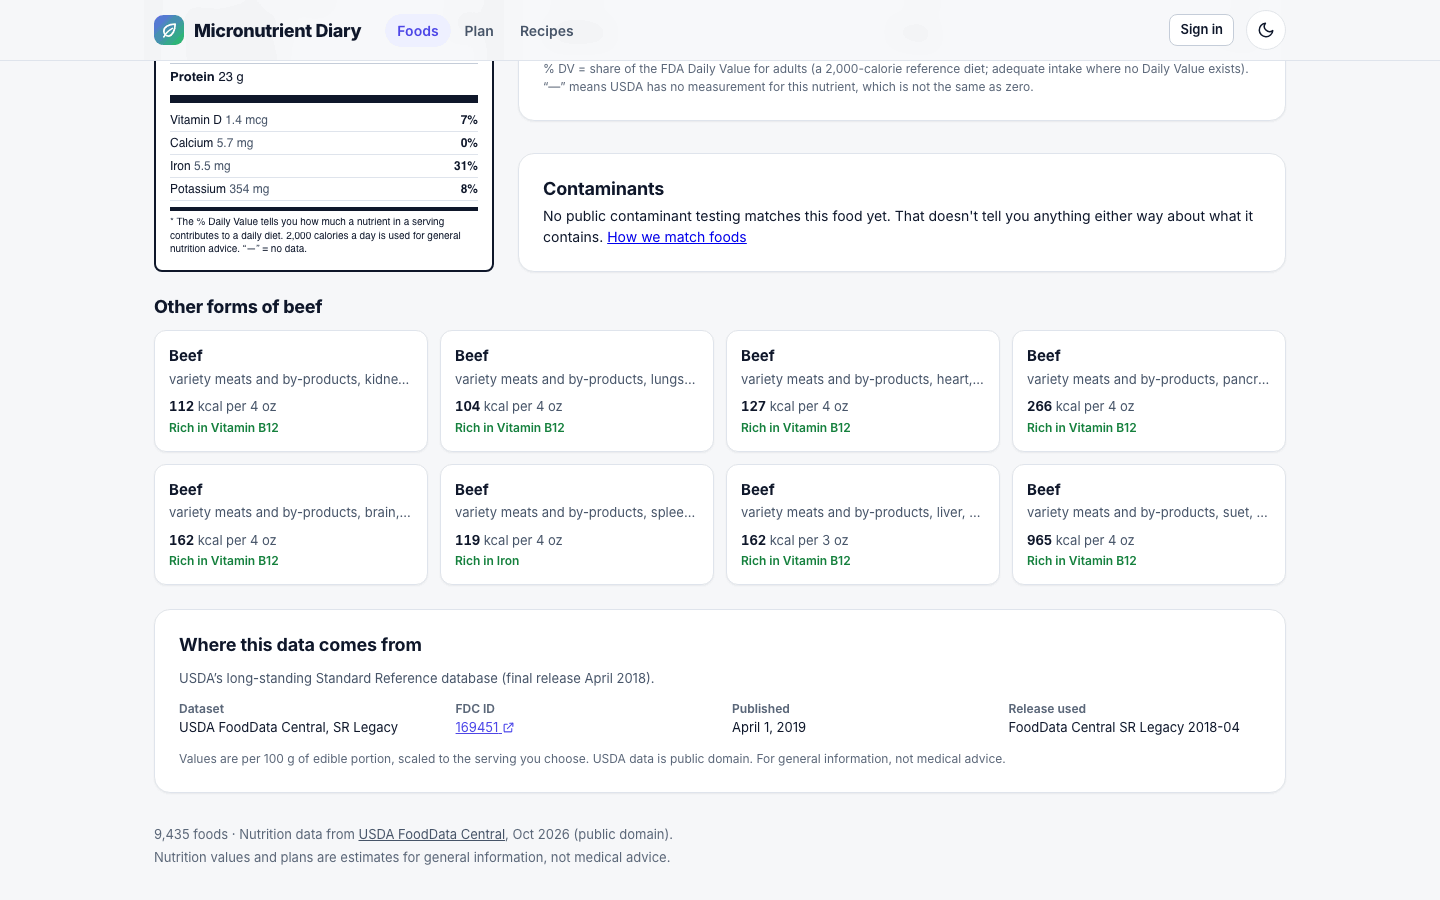 Micronutrient Diary
Foods
Plan
Recipes
Sign in
Protein 23 g
Vitamin D 1.4 mcg 7%
Calcium 5.7 mg 0%
Iron 5.5 mg 31%
Potassium 354 mg 8%
* The % Daily Value tells you how much a nutrient in a serving
contributes to a daily diet. 2,000 calories a day is used for general
nutrition advice. “—” = no data.
% DV = share of the FDA Daily Value for adults (a 2,000-calorie reference diet; adequate intake where no Daily Value exists).
“—” means USDA has no measurement for this nutrient, which is not the same as zero.
Contaminants
No public contaminant testing matches this food yet. That doesn't tell you anything either way about what it
contains. How we match foods
Other forms of beef
Beef
variety meats and by-products, kidne...
112 kcal per 4 oz
Rich in Vitamin B12
Beef
variety meats and by-products, lungs...
104 kcal per 4 oz
Rich in Vitamin B12
Beef
variety meats and by-products, heart,...
127 kcal per 4 oz
Rich in Vitamin B12
Beef
variety meats and by-products, pancr...
266 kcal per 4 oz
Rich in Vitamin B12
Beef
variety meats and by-products, brain,...
162 kcal per 4 oz
Rich in Vitamin B12
Beef
variety meats and by-products, splee...
119 kcal per 4 oz
Rich in Iron
Beef
variety meats and by-products, liver, ...
162 kcal per 3 oz
Rich in Vitamin B12
Beef
variety meats and by-products, suet, ...
965 kcal per 4 oz
Rich in Vitamin B12
Where this data comes from
USDA’s long-standing Standard Reference database (final release April 2018).
Dataset
USDA FoodData Central, SR Legacy
FDC ID
169451
Published
April 1, 2019
Release used
FoodData Central SR Legacy 2018-04
Values are per 100 g of edible portion, scaled to the serving you choose. USDA data is public domain. For general information, not medical advice.
9,435 foods · Nutrition data from USDA FoodData Central, Oct 2026 (public domain).
Nutrition values and plans are estimates for general information, not medical advice.